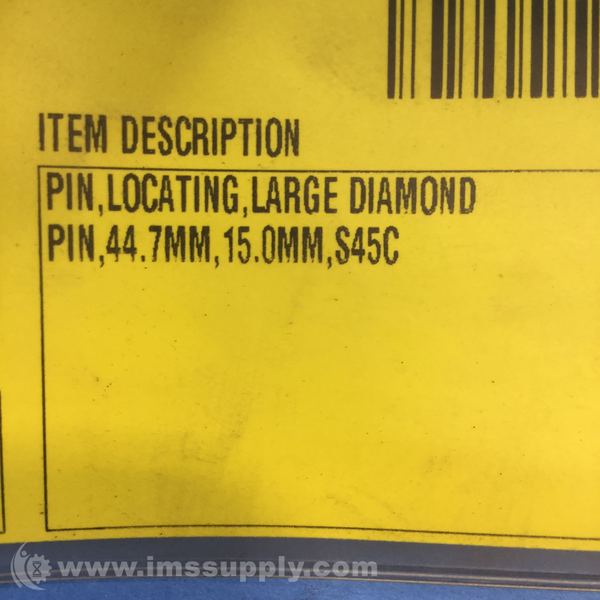 ITEM DESCRIPTION
PIN,LOCATING,LARGE DIAMOND
PIN,44.7MM,15.0MM,S45C
www.imssupply.com